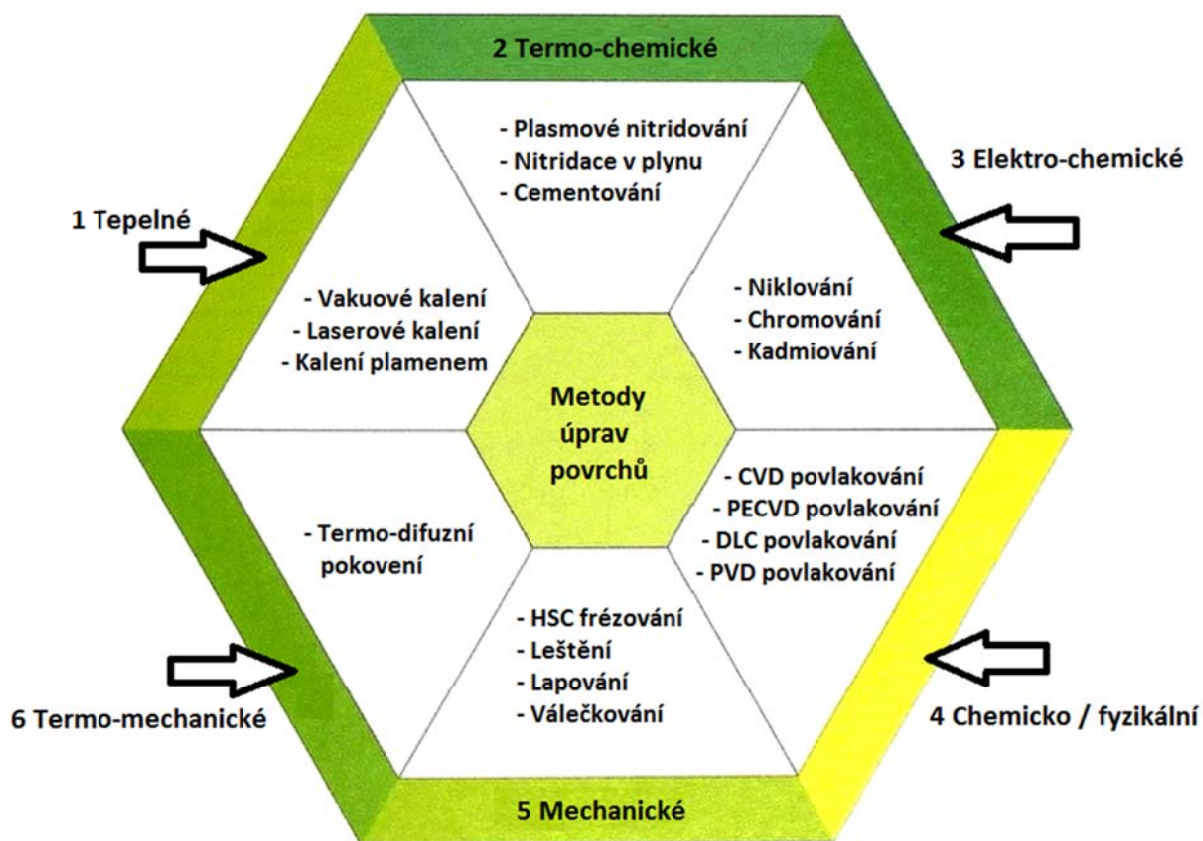 2 Termo-chemické
- Plasmové nitridování
- Nitridace v plynu
- Cementování
3 Elektro-chemické
1 Tepelné
- Vakuové kalení
- Laserové kalení
- Kalení plamenem
- Niklování
- Chromování
- Kadmiování
Metody
úprav
povrchů
- CVD povlakování
- PECVD povlakování
- DLC povlakování
- PVD povlakování
- Termo-difuzní
pokovení
- HSC frézování
- Leštění
- Lapování
- Válečkování
6 Termo-mechanické
4 Chemicko / fyzikální
5 Mechanické